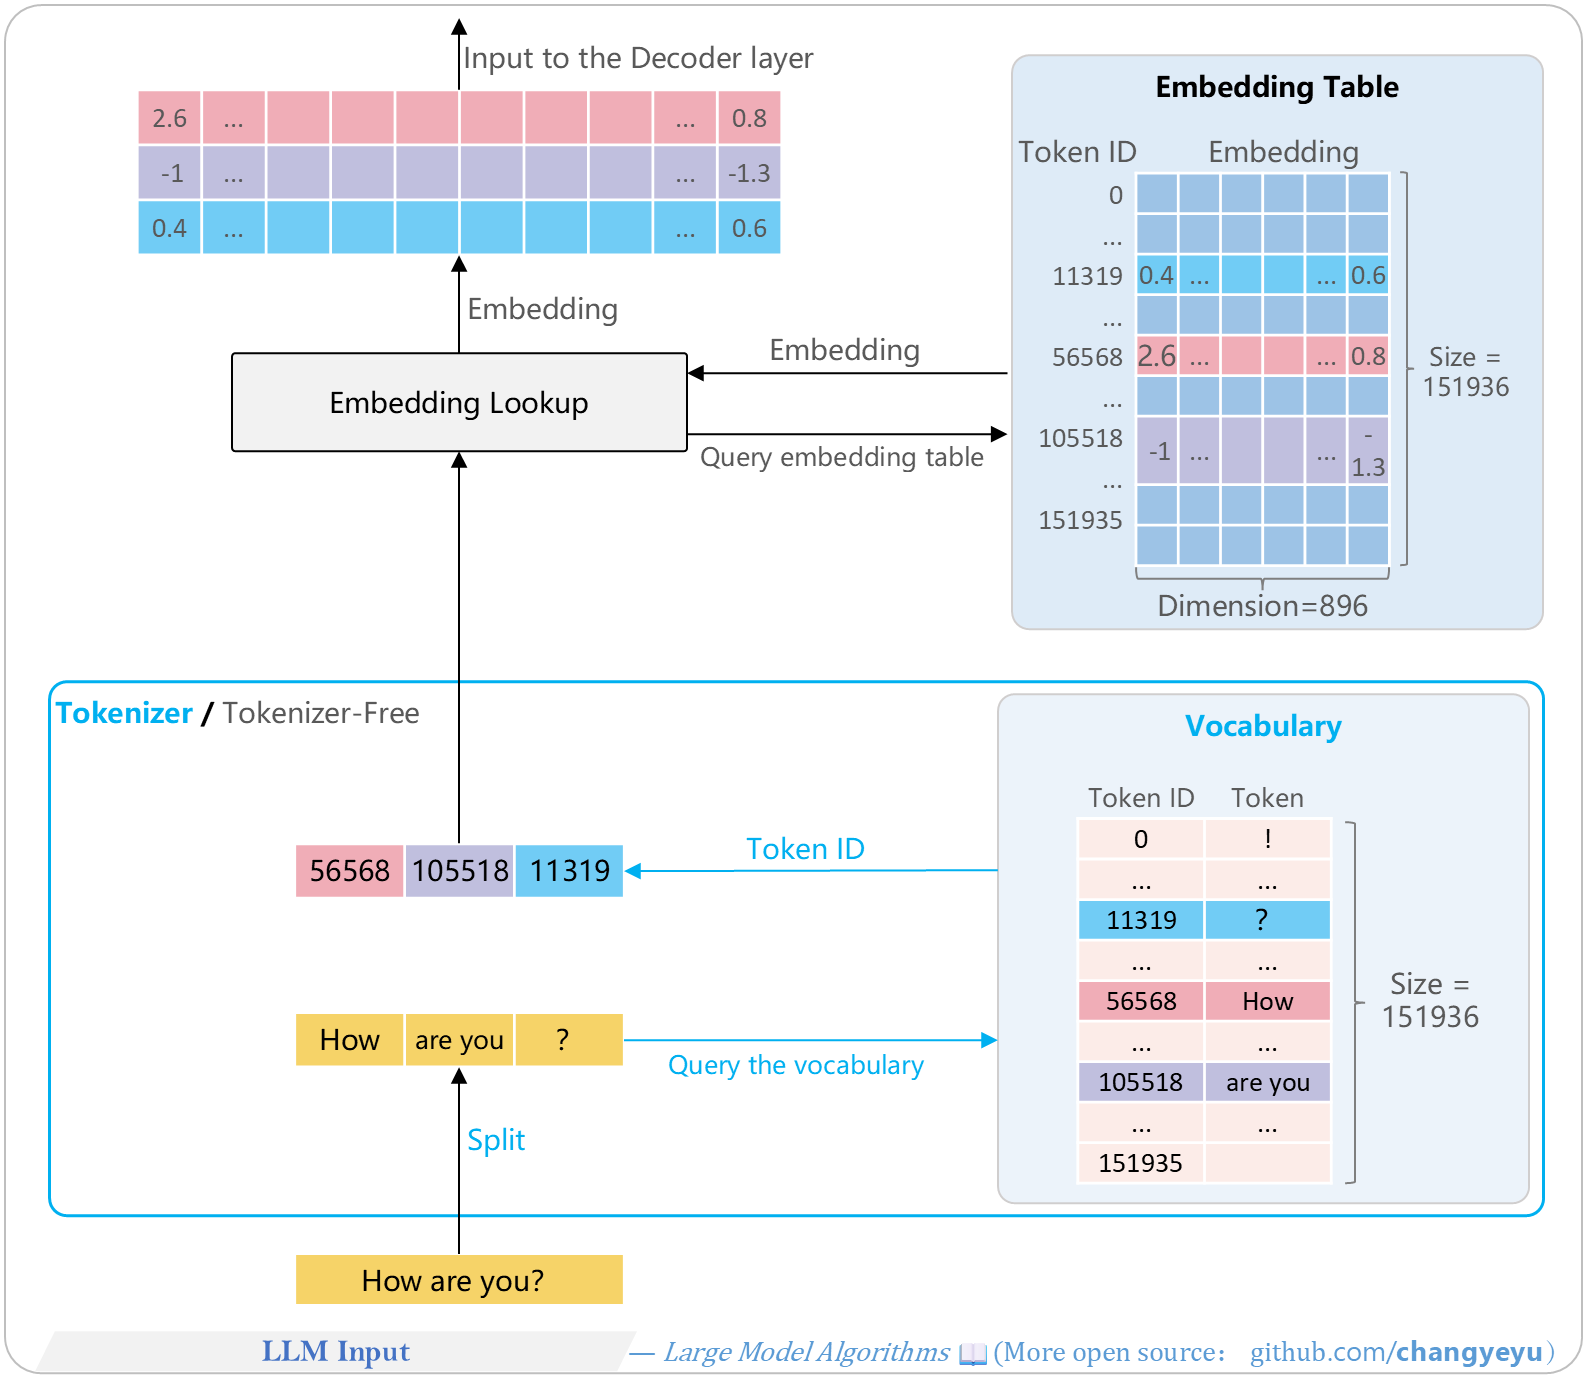 Input to the Decoder layer
2.6 ... ... 0.8
-1 ... ... -1.3
0.4 ... ... 0.6
Embedding
Embedding Lookup
Embedding
Query embedding table
Embedding Table
Token ID Embedding
0
...
11319 0.4 ... ... 0.6
...
56568 2.6 ... ... 0.8
...
105518 -1 ... ... -
1.3
...
151935
Size =
151936
Dimension=896
Tokenizer / Tokenizer-Free
56568 105518 11319
Token ID
How are you ?
Query the vocabulary
Split
Vocabulary
Token ID Token
0 !
... ...
11319 ?
... ...
56568 How
... ...
105518 are you
... ...
151935
Size =
151936
How are you?
LLM Input — Large Model Algorithms 📖 (More open source： github.com/changyeyu）